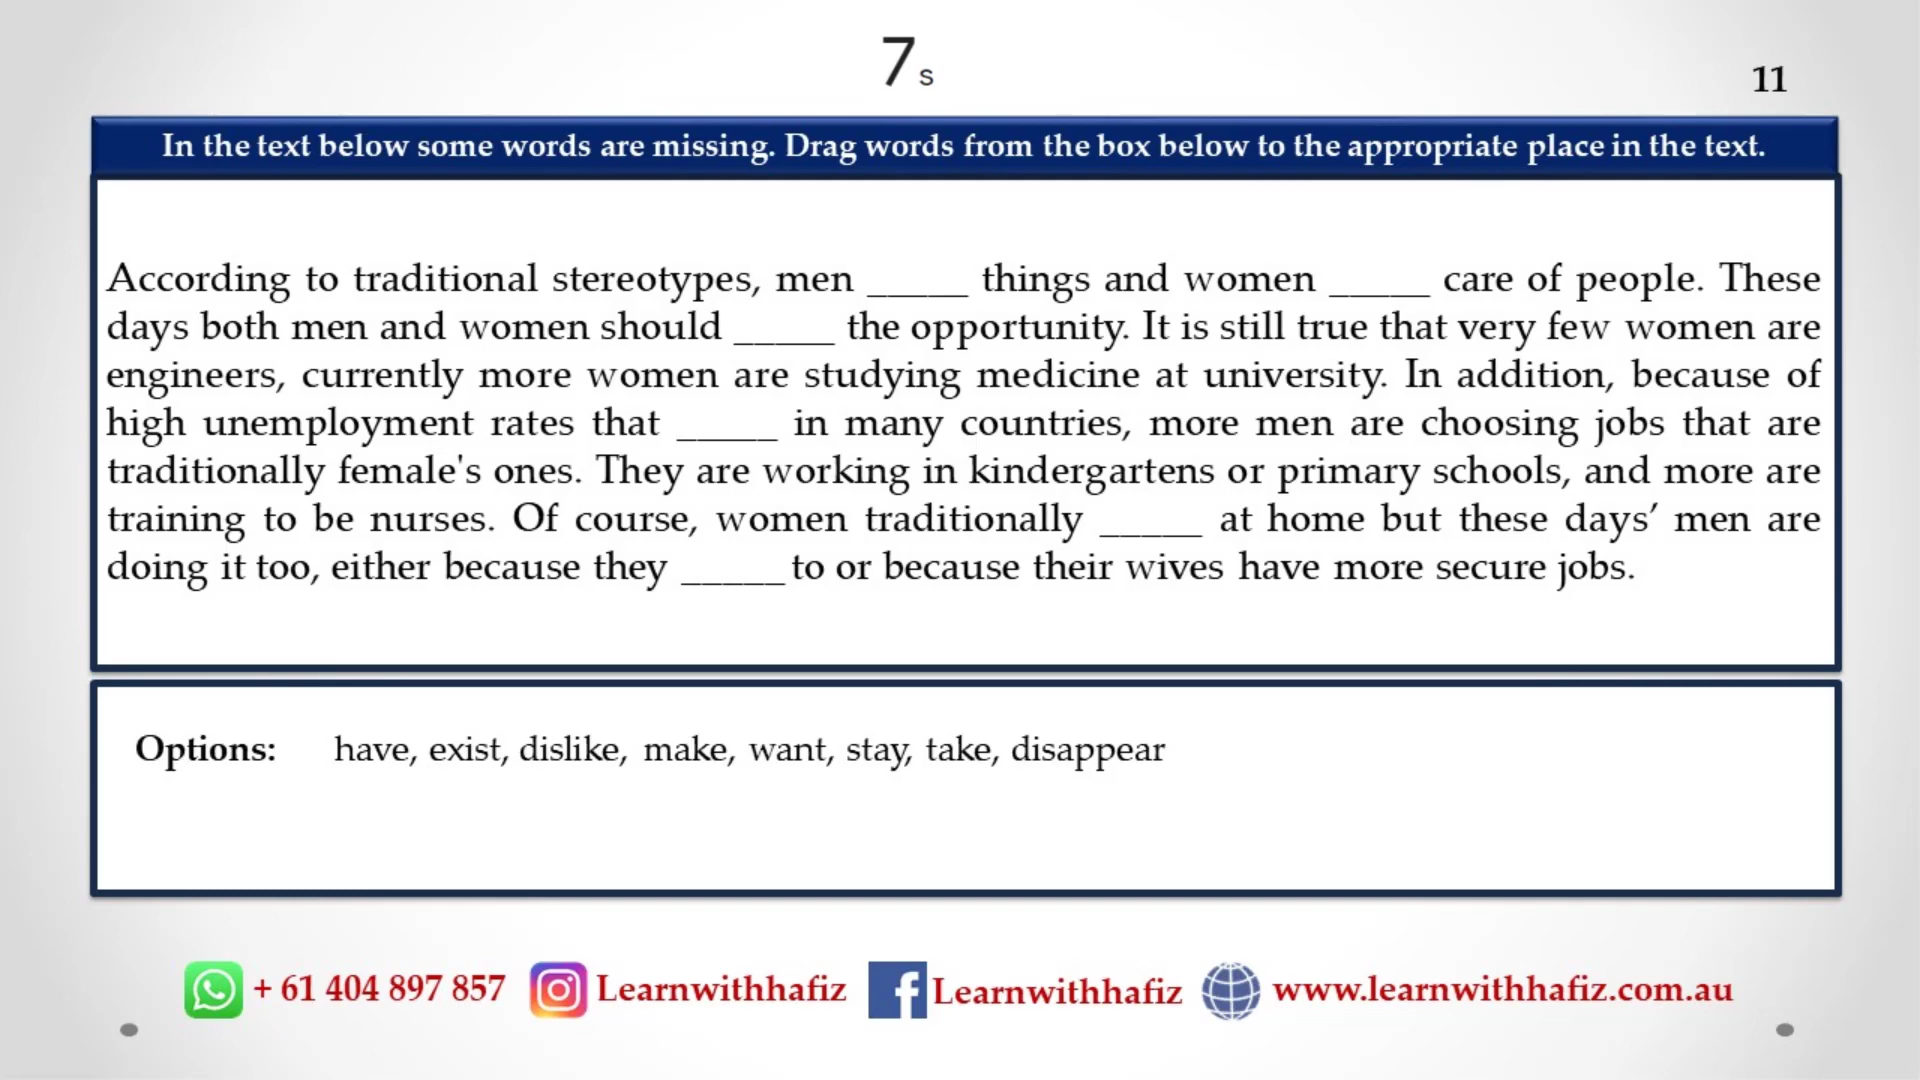 7s
11
In the text below some words are missing. Drag words from the box below to the appropriate place in the text.
According to traditional stereotypes, men _____ things and women _____ care of people. These
days both men and women should _____ the opportunity. It is still true that very few women are
engineers, currently more women are studying medicine at university. In addition, because of
high unemployment rates that _____ in many countries, more men are choosing jobs that are
traditionally female's ones. They are working in kindergartens or primary schools, and more are
training to be nurses. Of course, women traditionally _____ at home but these days’ men are
doing it too, either because they _____ to or because their wives have more secure jobs.
Options: have, exist, dislike, make, want, stay, take, disappear
+ 61 404 897 857 Learnwithhafiz Learnwithhafiz www.learnwithhafiz.com.au